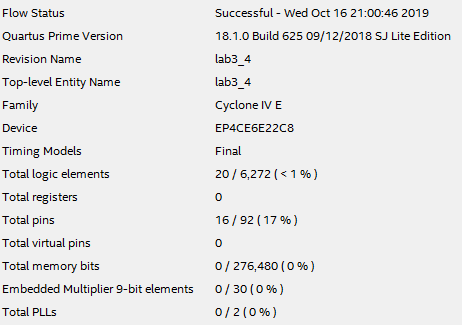 Flow Status Successful - Wed Oct 16 21:00:46 2019
Quartus Prime Version 18.1.0 Build 625 09/12/2018 SJ Lite Edition
Revision Name lab3_4
Top-level Entity Name lab3_4
Family Cyclone IV E
Device EP4CE6E22C8
Timing Models Final
Total logic elements 20 / 6,272 ( < 1 % )
Total registers 0
Total pins 16 / 92 ( 17 % )
Total virtual pins 0
Total memory bits 0 / 276,480 ( 0 % )
Embedded Multiplier 9-bit elements 0 / 30 ( 0 % )
Total PLLs 0 / 2 ( 0 % )